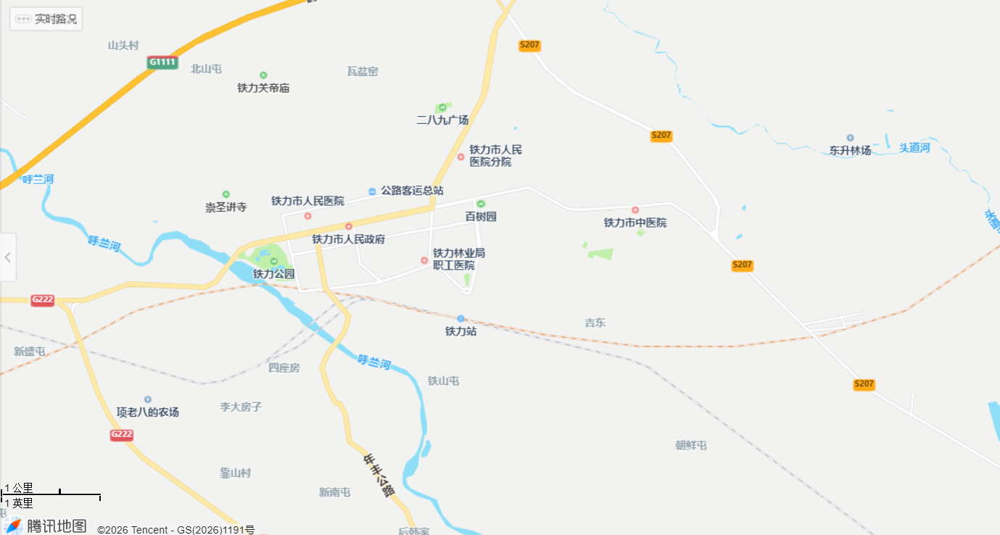 实时路况
山头村
S207
G1111
北山屯
瓦盆窑
铁力关帝庙
二八九广场
S207
东升林场
头道河
铁力市人民
医院分院
呼兰河
公路客运总站
铁力市人民医院
崇圣讲寺
百树园
铁力市中医院
呼兰河
铁力市人民政府
铁力林业局
职工医院
S207
铁力公园
G222
吉东
铁力站
新盛屯
呼兰河
四座房
铁山屯
S207
李大房子
项老八的农场
G222
朝鲜屯
年丰公路
靠山村
1 公里
新南屯
1 英里
屯
腾讯地图
©2026 Tencent - GS(2026)1191号
后韩家